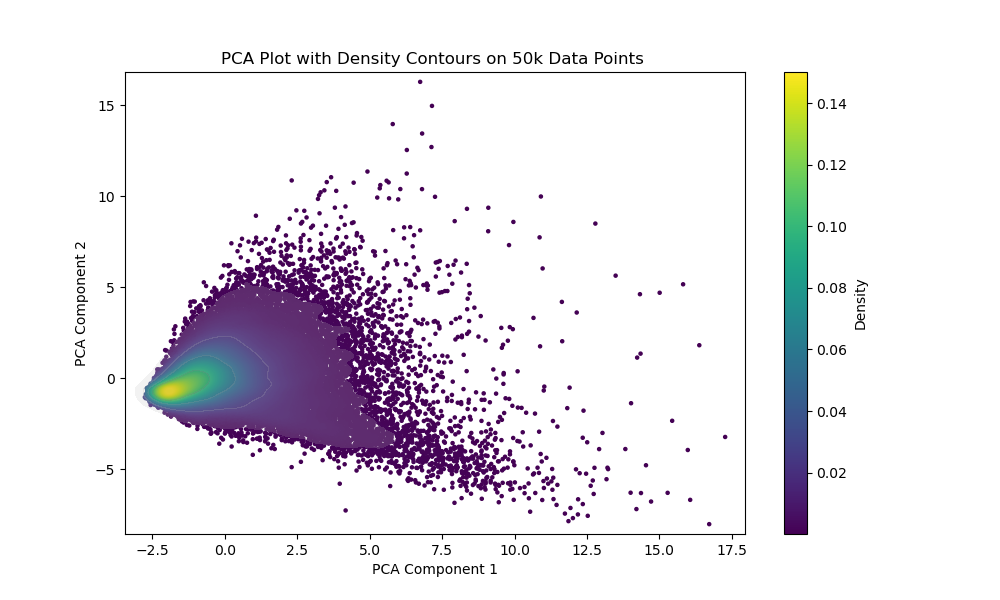 PCA Plot with Density Contours on 50k Data Points
15
10
5
0
−5
PCA Component 2
−2.5 0.0 2.5 5.0 7.5 10.0 12.5 15.0 17.5
PCA Component 1
0.14
0.12
0.10
0.08
0.06
0.04
0.02
Density